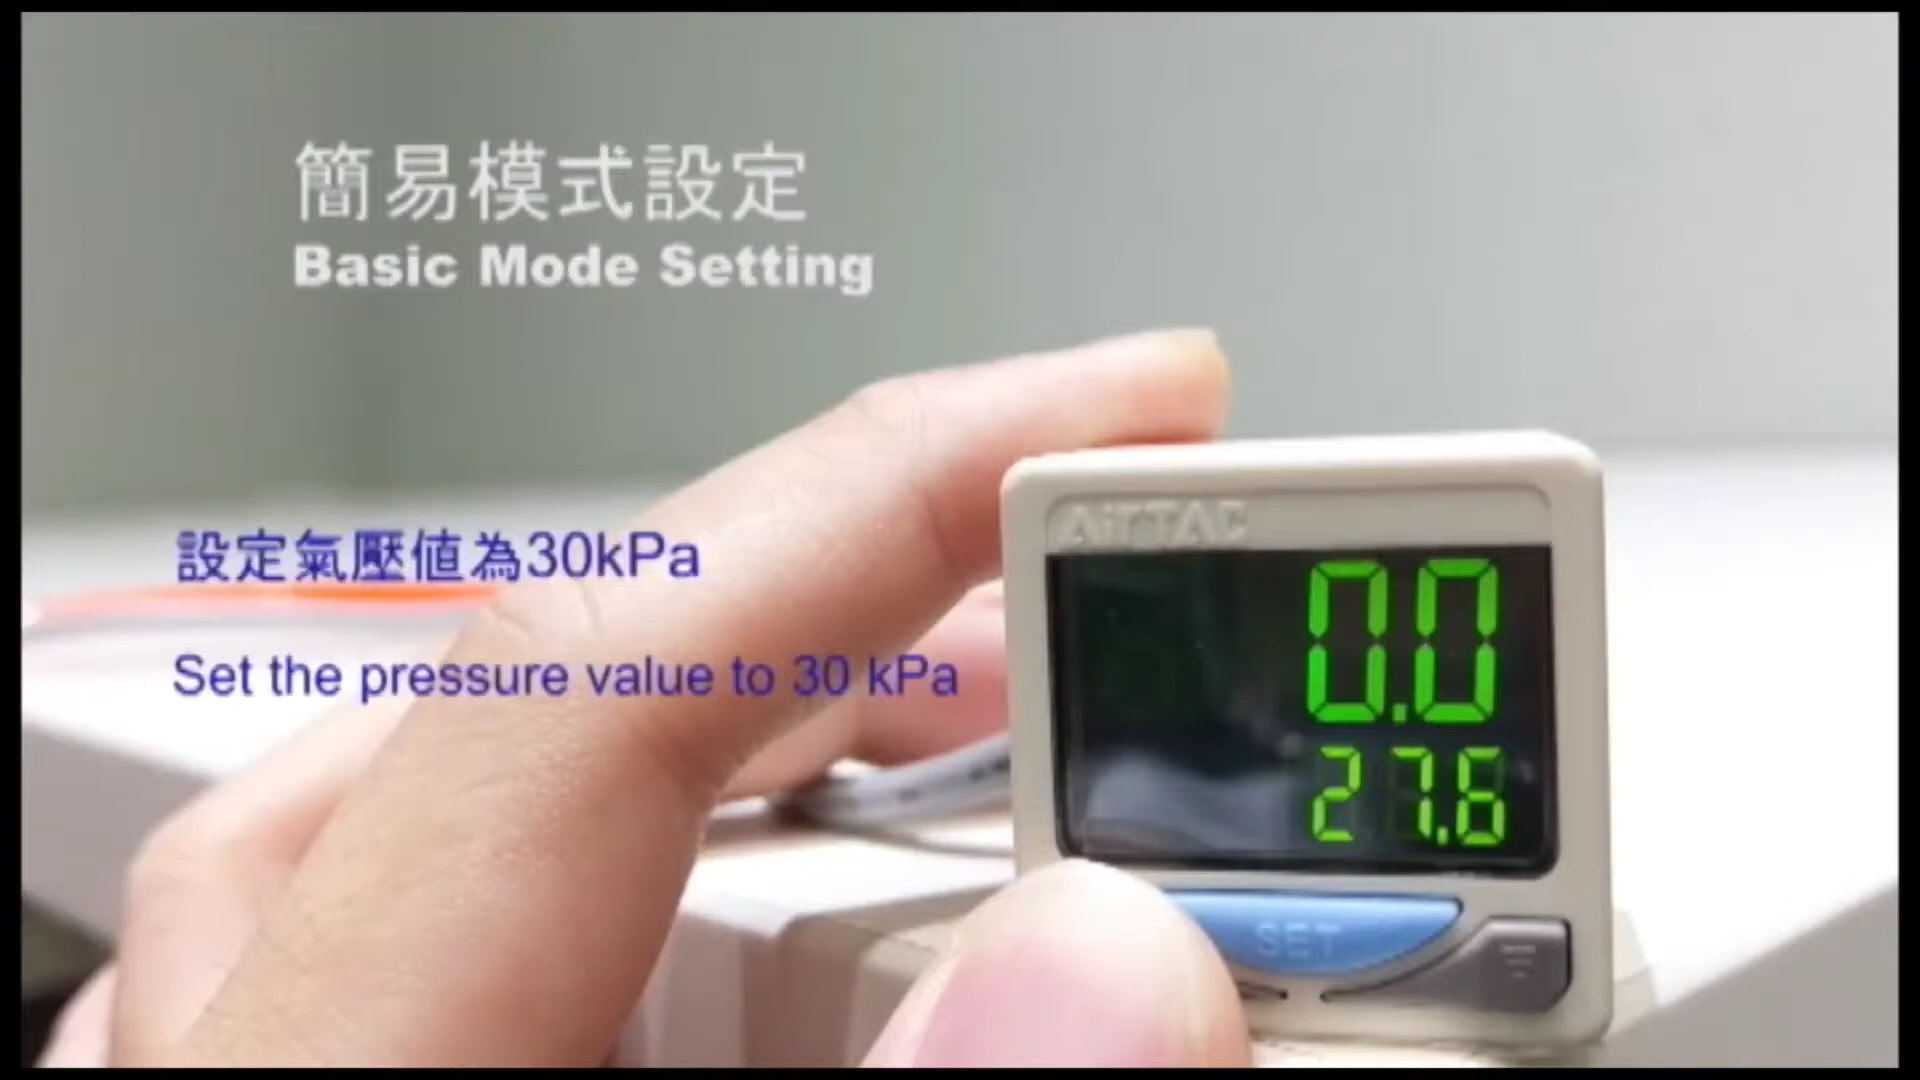 簡易模式設定
Basic Mode Setting
設定氣壓値為30kPa
Set the pressure value to 30 kPa
AirTAC
0.0
27.6
SET